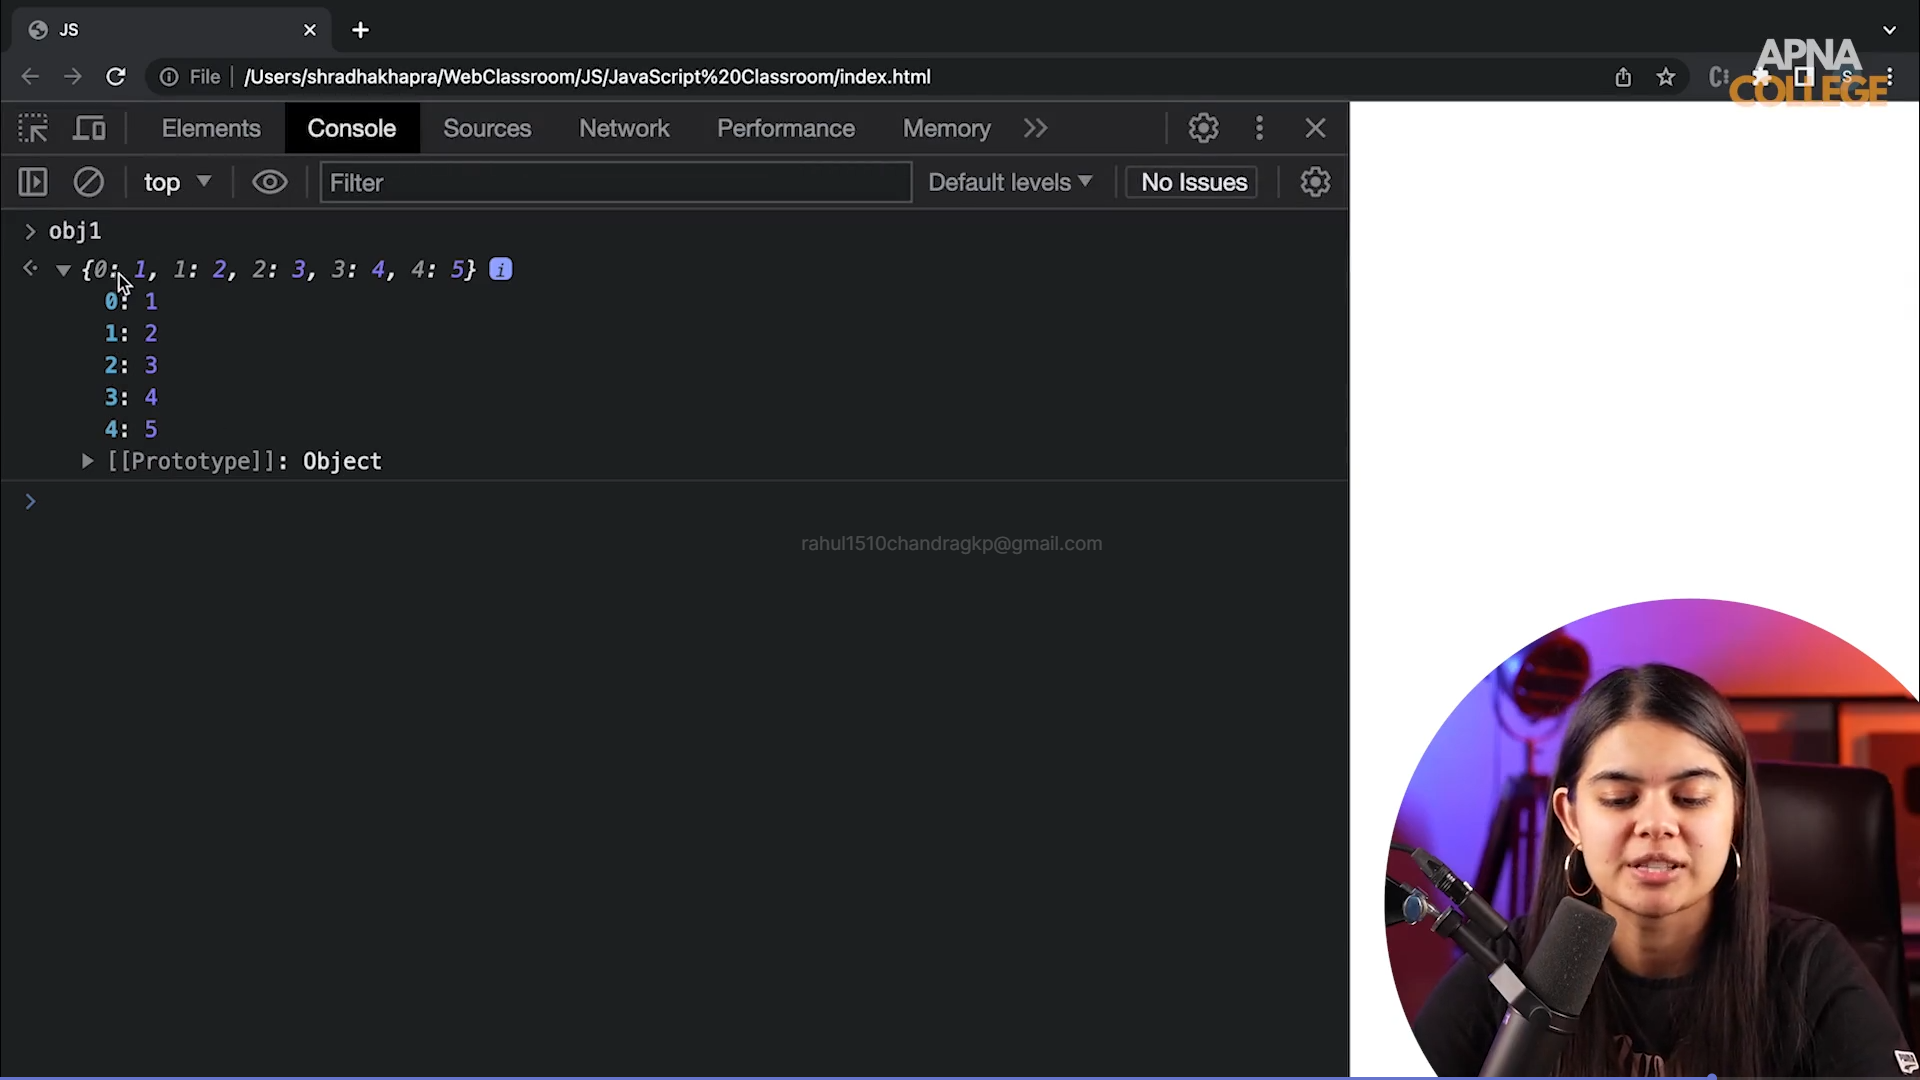 JS
APNA
COLLEGE
File
/Users/shradhakhapra/WebClassroom/JS/JavaScript%20Classroom/index.html
Elements Console Sources Network Performance Memory
top Filter Default levels No Issues
> obj1
{0: 1, 1: 2, 2: 3, 3: 4, 4: 5} i
0: 1
1: 2
2: 3
3: 4
4: 5
[[Prototype]]: Object
>
rahul1510chandragkp@gmail.com